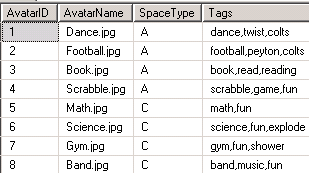 AvatarID AvatarName SpaceType Tags
1 Dance.jpg A dance,twist,colts
2 Football.jpg A football,peyton,colts
3 Book.jpg A book,read,reading
4 Scrabble.jpg A scrabble,game,fun
5 Math.jpg C math,fun
6 Science.jpg C science,fun,explode
7 Gym.jpg C gym,fun,shower
8 Band.jpg C band,music,fun